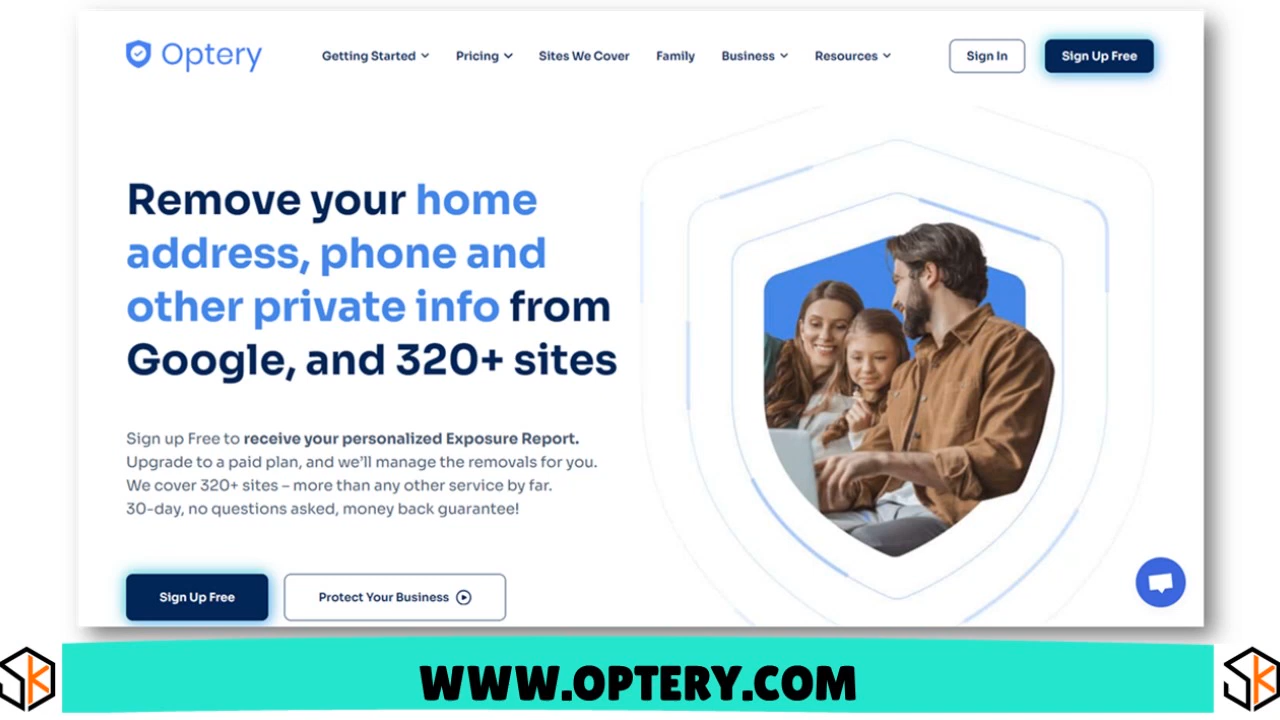 Optery
Getting Started
Pricing
Sites We Cover
Family
Business
Resources
Sign In
Sign Up Free
Remove your home
address, phone and
other private info from
Google, and 320+ sites
Sign up Free to receive your personalized Exposure Report.
Upgrade to a paid plan, and we'll manage the removals for you.
We cover 320+ sites – more than any other service by far.
30-day, no questions asked, money back guarantee!
Sign Up Free
Protect Your Business
SK
WWW.OPTERY.COM
SK